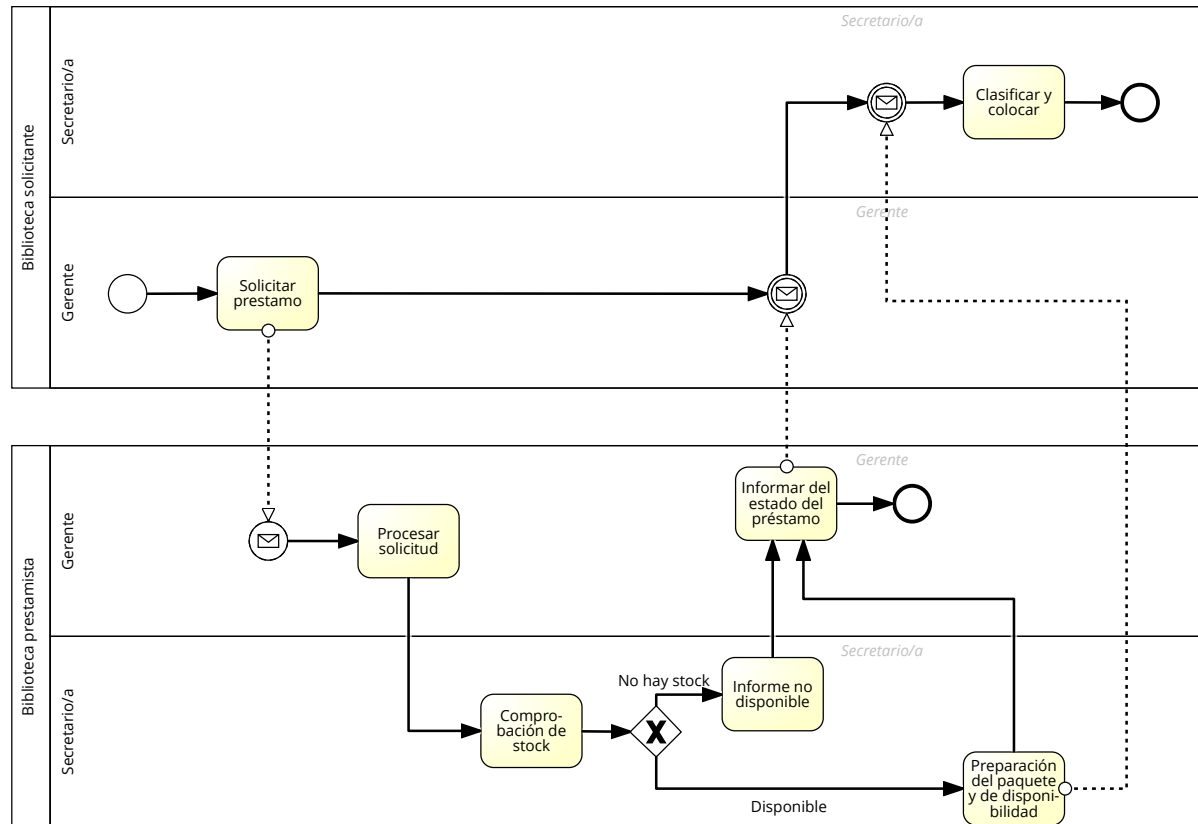 Biblioteca solicitante
Secretario/a
Secretario/a
Clasificar y
colocar
Gerente
Gerente
Solicitar
prestamo
Biblioteca prestamista
Gerente
Gerente
Procesar
solicitud
Informar del
estado del
préstamo
Secretario/a
Secretario/a
Compro-
bación de
stock
No hay stock
Informe no
disponible
Disponible
Preparación
del paquete
y de disponi-
bilidad